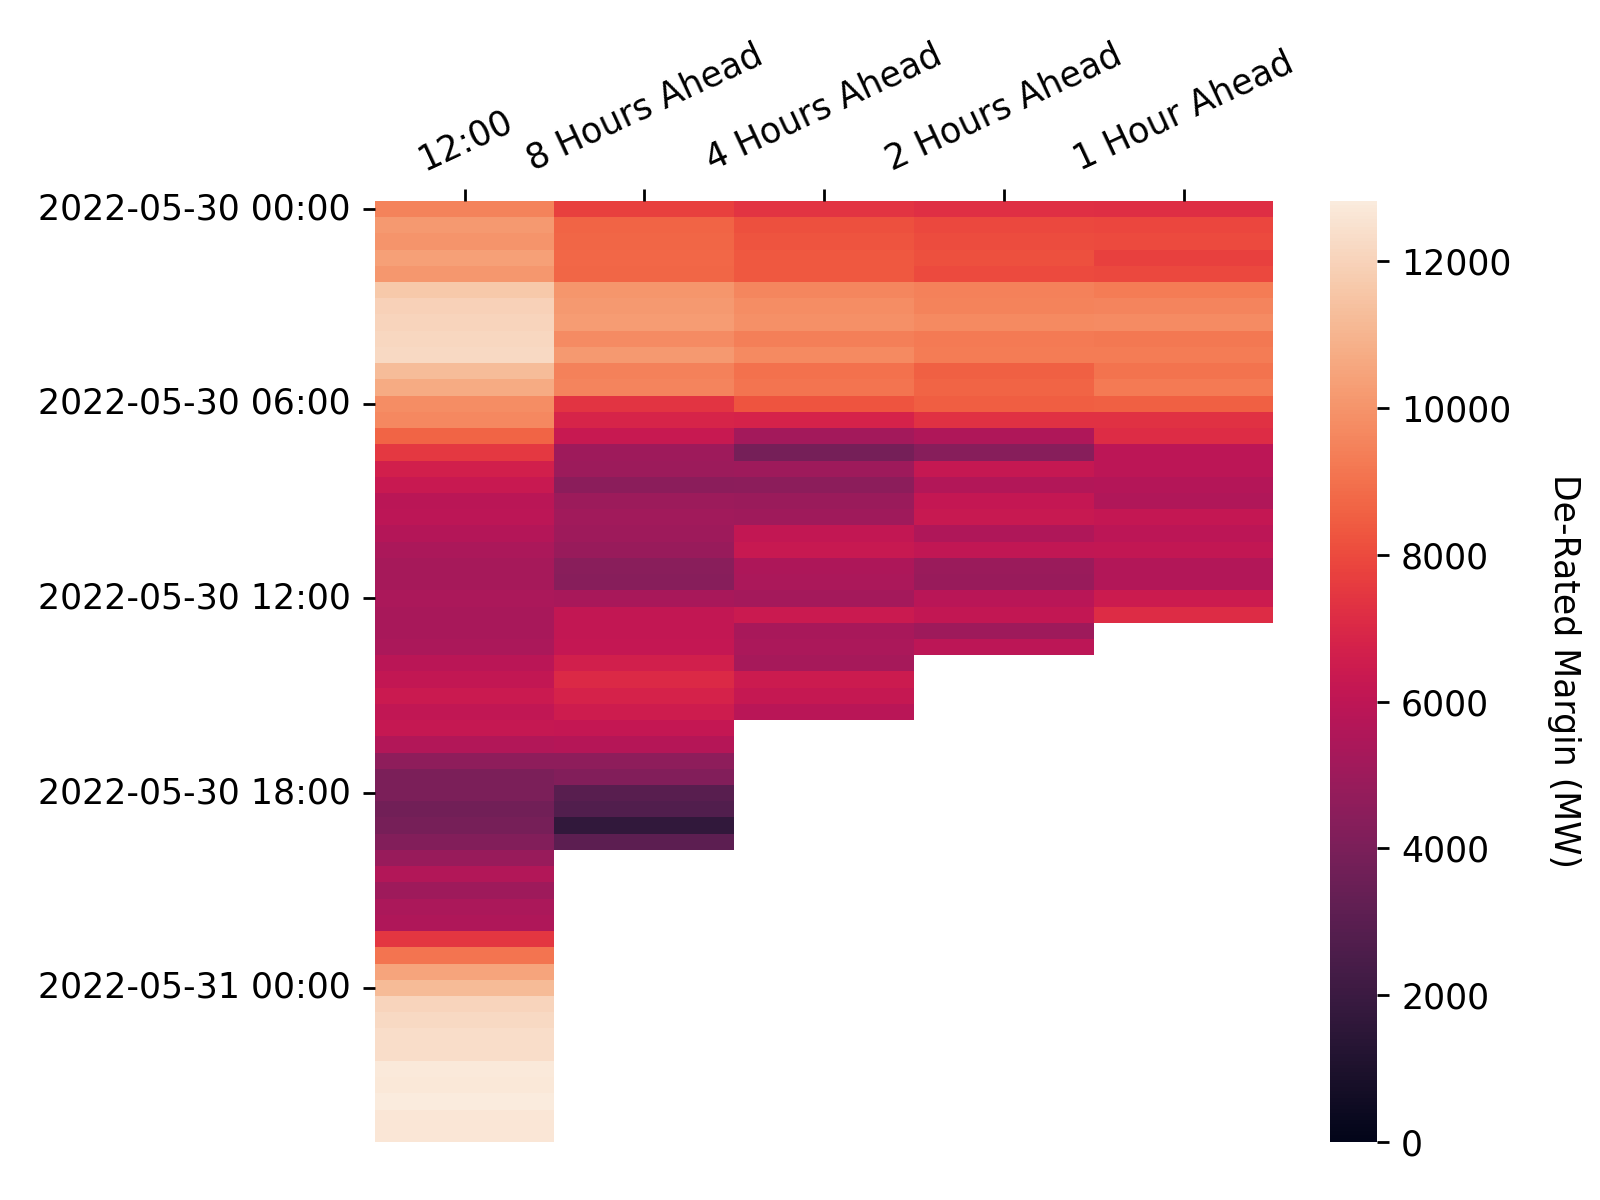 12:00
8 Hours Ahead
4 Hours Ahead
2 Hours Ahead
1 Hour Ahead
2022-05-30 00:00
2022-05-30 06:00
2022-05-30 12:00
2022-05-30 18:00
2022-05-31 00:00
12000
10000
8000
6000
4000
2000
0
De-Rated Margin (MW)